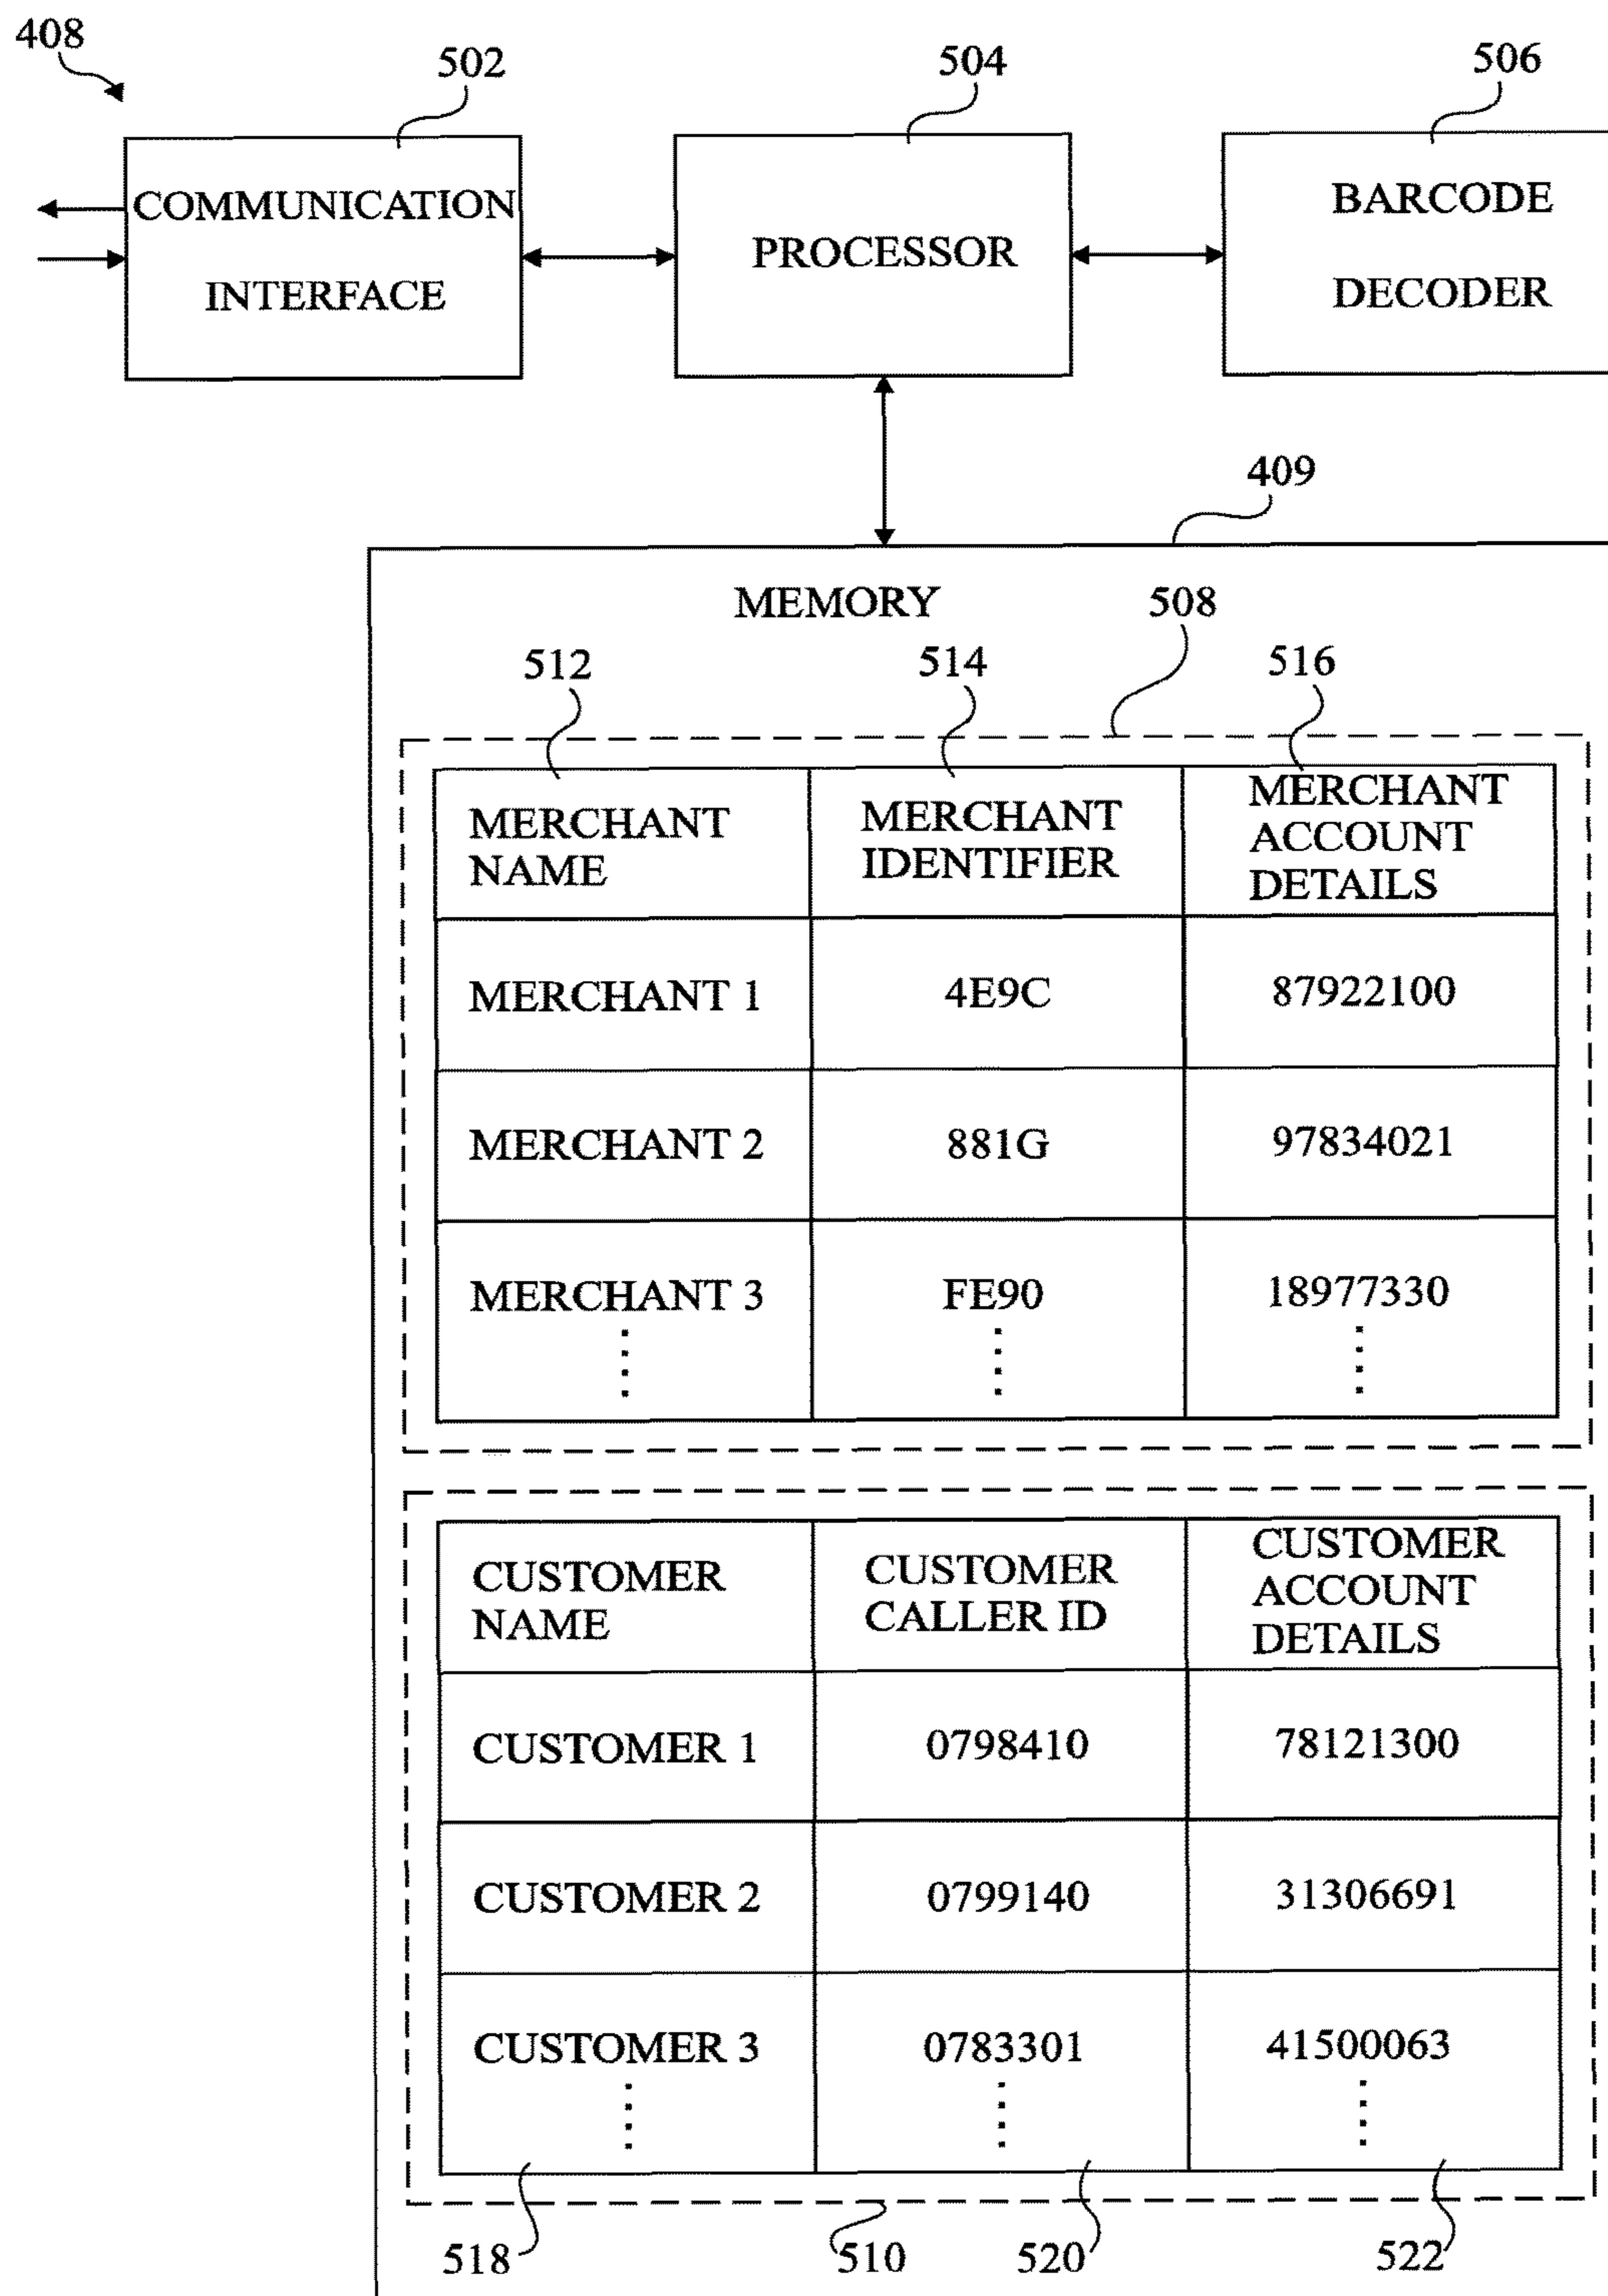 408
502
504
506
COMMUNICATION
INTERFACE
PROCESSOR
BARCODE
DECODER
409
MEMORY
508
512
514
516
MERCHANT
NAME
MERCHANT
IDENTIFIER
MERCHANT
ACCOUNT
DETAILS
MERCHANT 1
4E9C
87922100
MERCHANT 2
881G
97834021
MERCHANT 3
FE90
18977330
CUSTOMER
NAME
CUSTOMER
CALLER ID
CUSTOMER
ACCOUNT
DETAILS
CUSTOMER 1
0798410
78121300
CUSTOMER 2
0799140
31306691
CUSTOMER 3
0783301
41500063
518
510
520
522